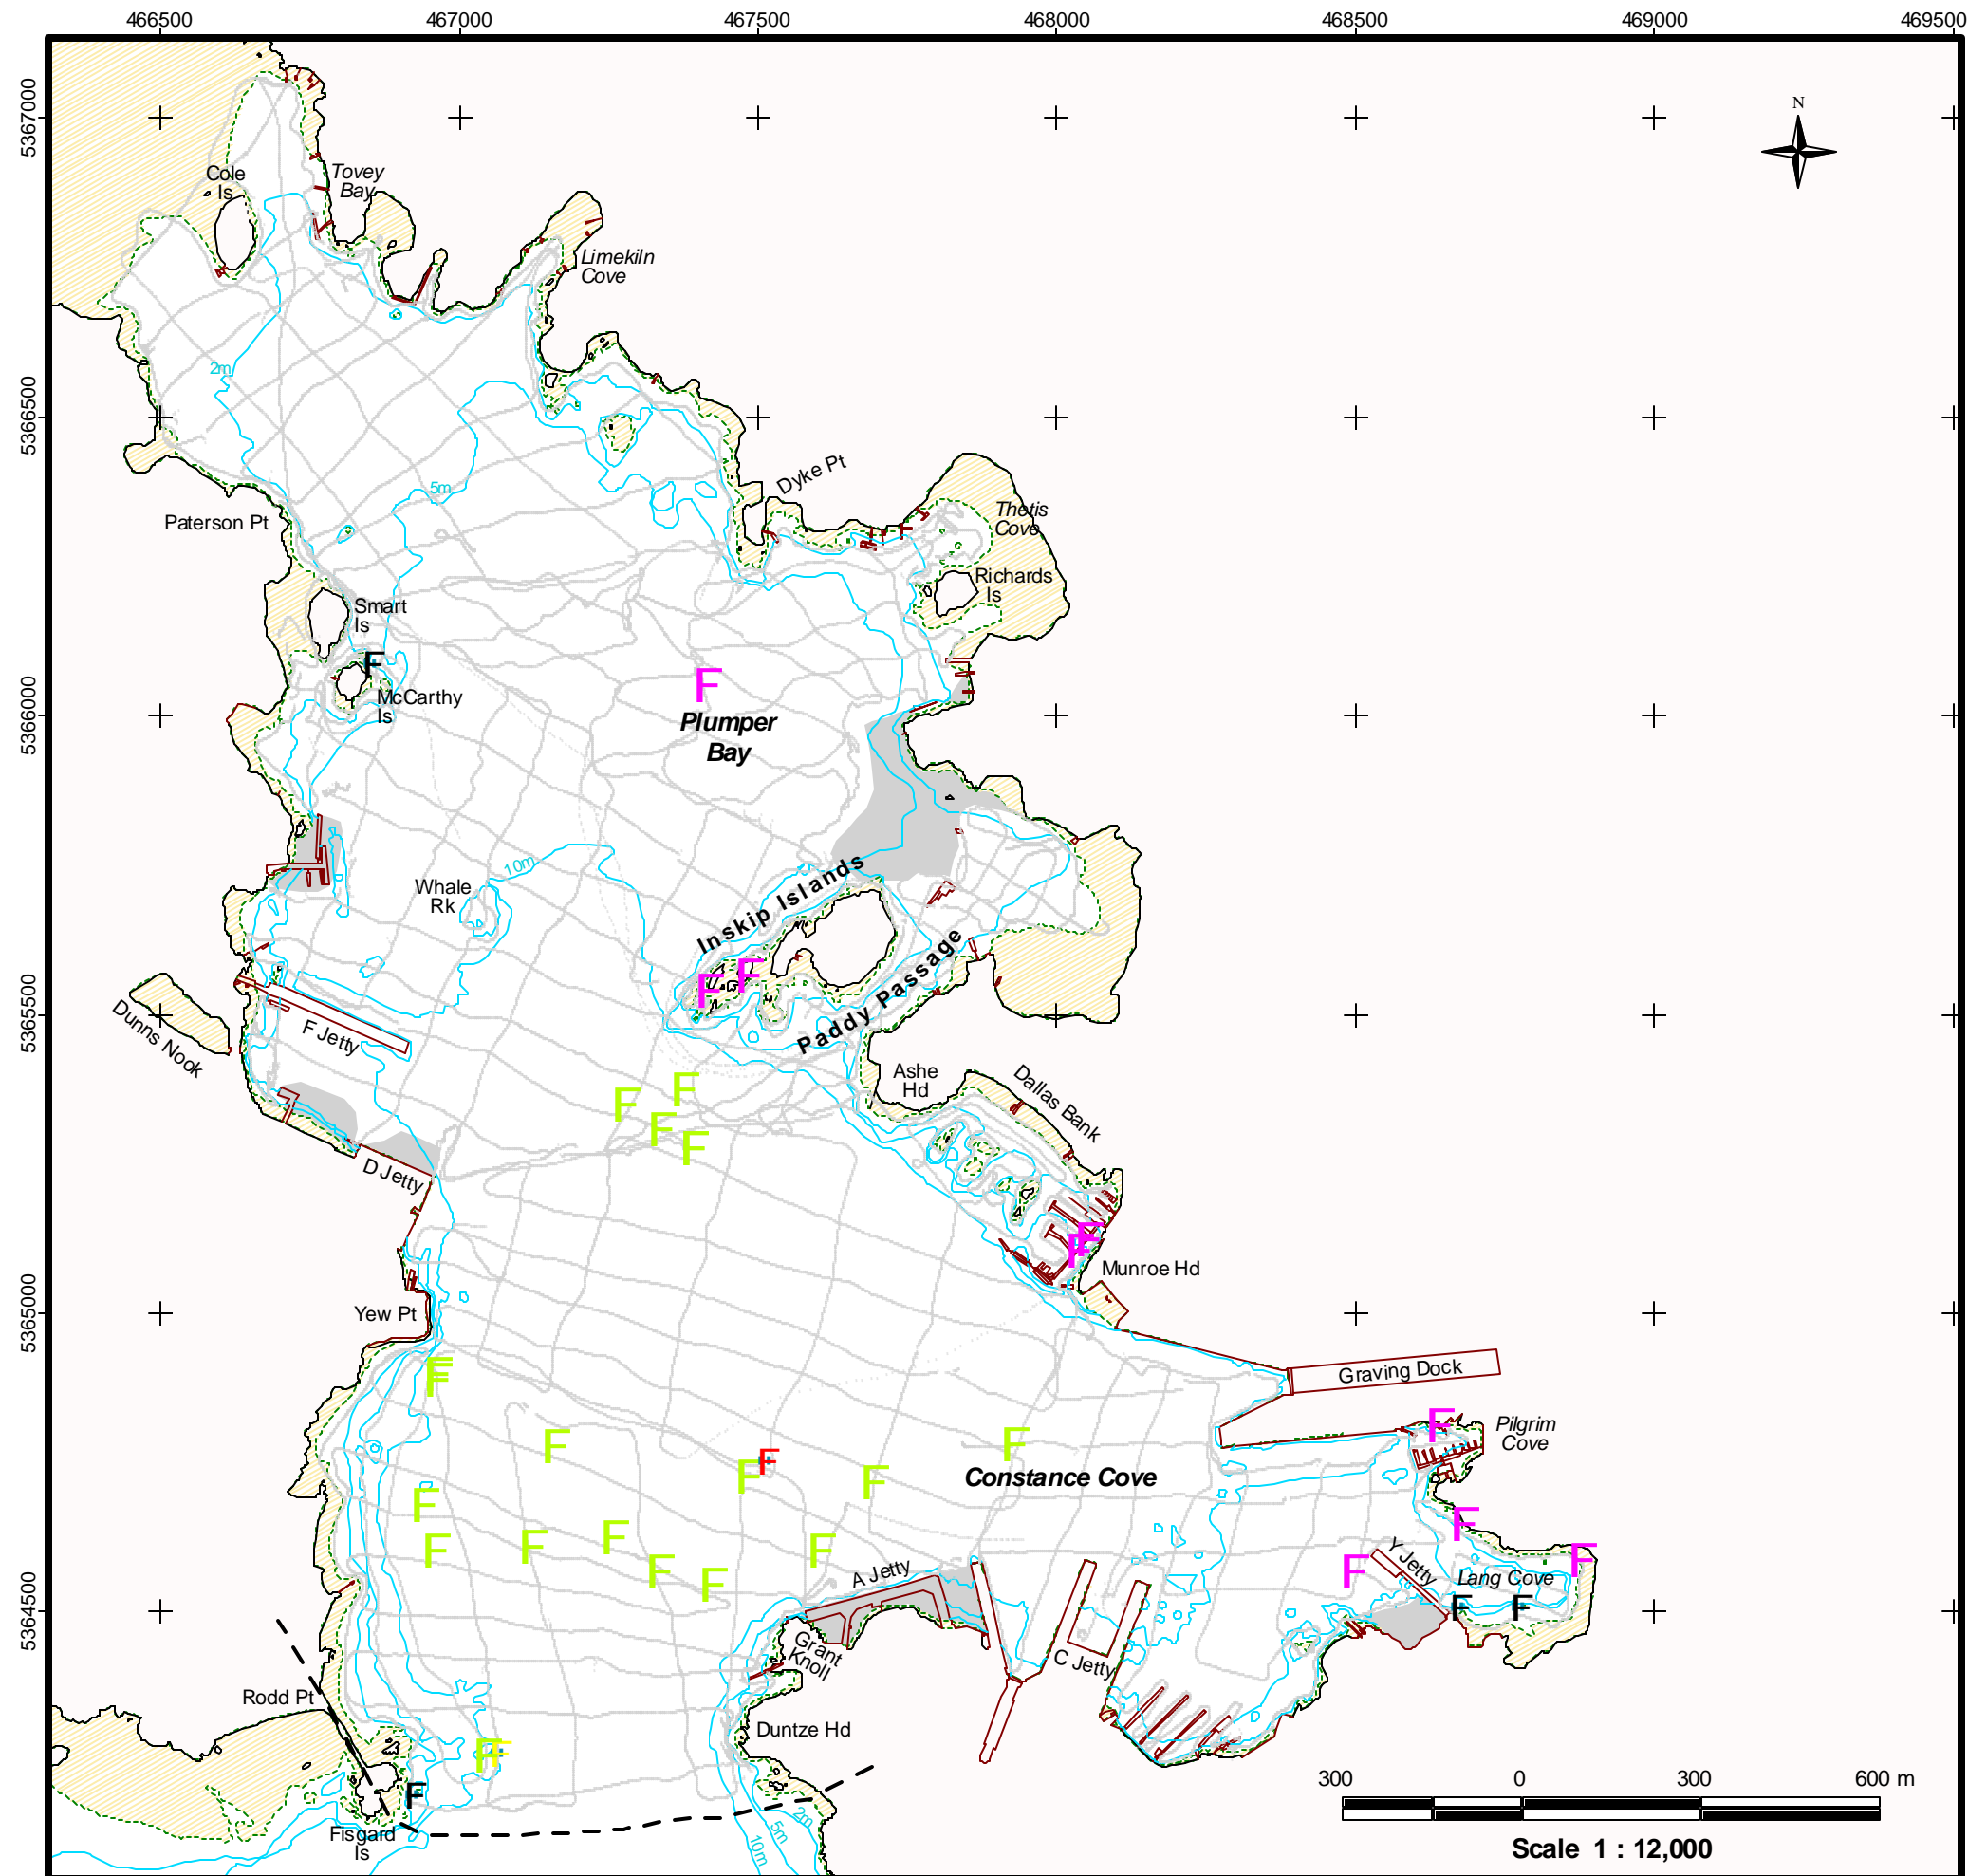 466500 467000 467500 468000 468500 469000 469500
5367000
N
Cole
Is
Tovey
Bay
Limekiln
Cove
2m
5366500
5m
Dyke Pt
Paterson Pt
Thetis
Cove
Richards
Is
Smart
Is
F
F
McCarthy
Is
5366000
Plumper
Bay
10m
Whale
Rk
Inskip Islands
F F
Paddy Passage
5365500
Dunns Nook
F Jetty
Ashe
Hd
Dallas Bank
F F
F F
D Jetty
F F
Munroe Hd
5365000
Yew Pt
F
F
Graving Dock
F
Pilgrim
Cove
F F F F F
Constance Cove
F
F F F
F F F F F
Y Jetty
F F
A Jetty
Lang Cove
F F
5364500
Grant
Knoll
C Jetty
Rodd Pt
Duntze Hd
F F
F
Fisgard
Is
2m
5m
10m
300 0 300 600 m
Scale 1 : 12,000